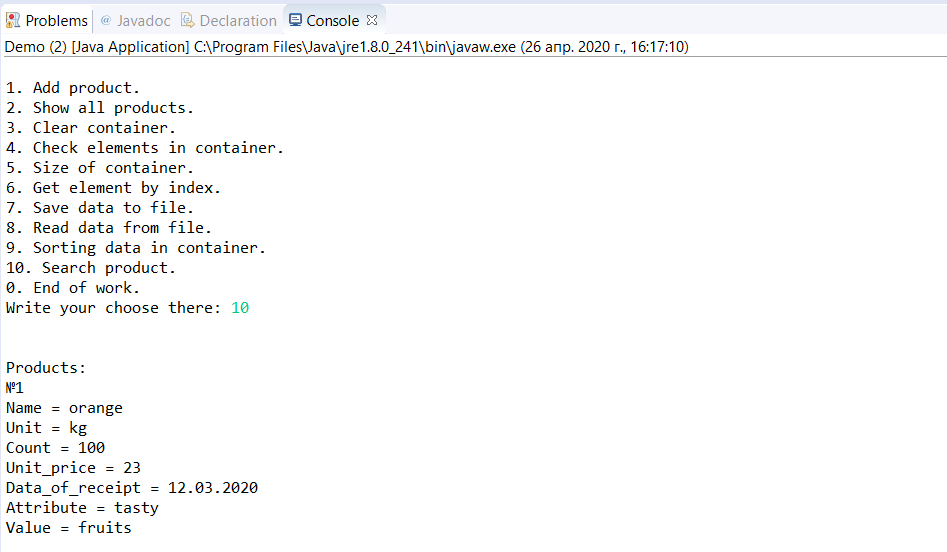 Problems @ Javadoc Declaration Console
Demo (2) [Java Application] C:\Program Files\Java\jre1.8.0_241\bin\javaw.exe (26 апр. 2020 г., 16:17:10)
1. Add product.
2. Show all products.
3. Clear container.
4. Check elements in container.
5. Size of container.
6. Get element by index.
7. Save data to file.
8. Read data from file.
9. Sorting data in container.
10. Search product.
0. End of work.
Write your choose there: 10
Products:
№1
Name = orange
Unit = kg
Count = 100
Unit_price = 23
Data_of_receipt = 12.03.2020
Attribute = tasty
Value = fruits